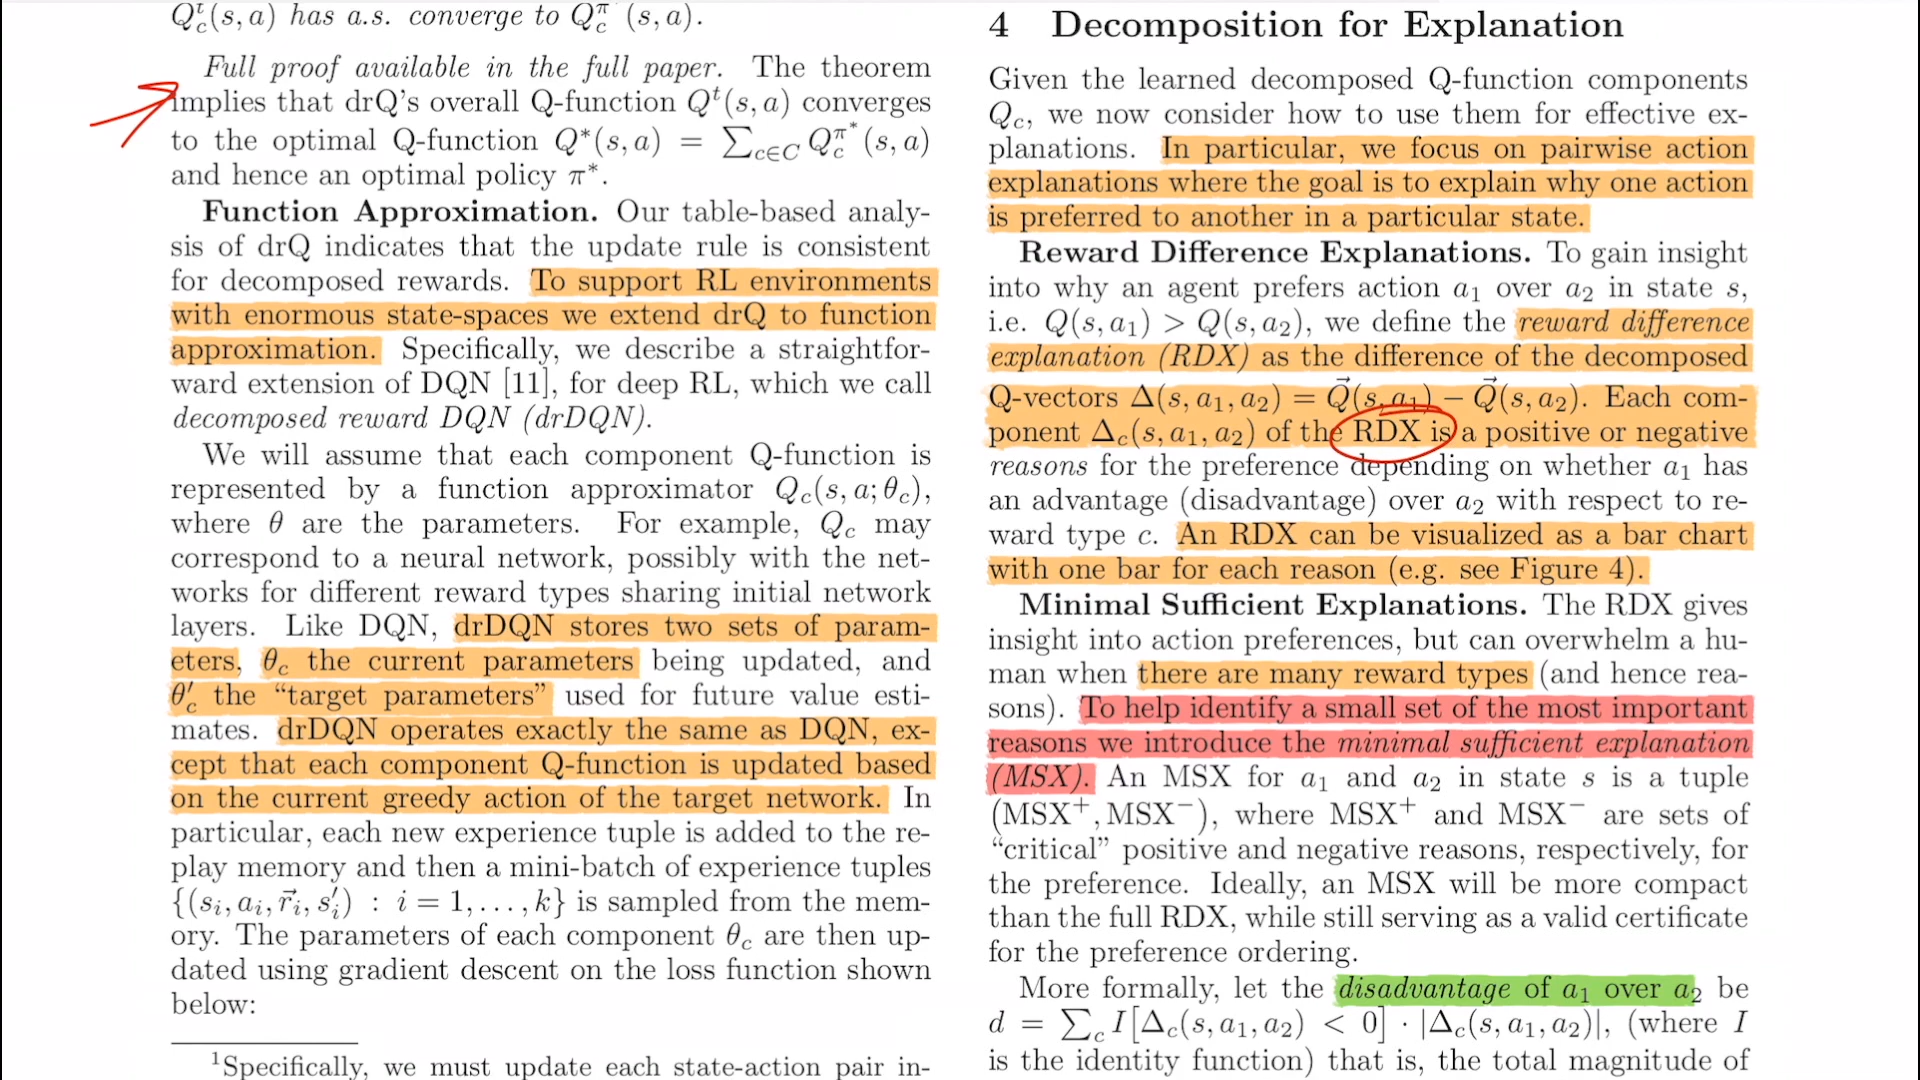 Qᵗ_c(s, a) has a.s. converge to Q^π_c (s, a).
Full proof available in the full paper. The theorem
implies that drQ's overall Q-function Qᵗ(s, a) converges
to the optimal Q-function Q*(s, a) = ∑_{c∈C} Q_c^{π*}(s, a)
and hence an optimal policy π*.
Function Approximation. Our table-based analy-
sis of drQ indicates that the update rule is consistent
for decomposed rewards. To support RL environments
with enormous state-spaces we extend drQ to function
approximation. Specifically, we describe a straightfor-
ward extension of DQN [11], for deep RL, which we call
decomposed reward DQN (drDQN).
We will assume that each component Q-function is
represented by a function approximator Q_c(s, a; θ_c),
where θ are the parameters. For example, Q_c may
correspond to a neural network, possibly with the net-
works for different reward types sharing initial network
layers. Like DQN, drDQN stores two sets of param-
eters, θ_c the current parameters being updated, and
θ′_c the “target parameters” used for future value esti-
mates. drDQN operates exactly the same as DQN, ex-
cept that each component Q-function is updated based
on the current greedy action of the target network. In
particular, each new experience tuple is added to the re-
play memory and then a mini-batch of experience tuples
{(s_i, a_i, r⃗_i, s′_i) : i = 1, . . . , k} is sampled from the mem-
ory. The parameters of each component θ_c are then up-
dated using gradient descent on the loss function shown
below:
¹Specifically, we must update each state-action pair in-
4 Decomposition for Explanation
Given the learned decomposed Q-function components
Q_c, we now consider how to use them for effective ex-
planations. In particular, we focus on pairwise action
explanations where the goal is to explain why one action
is preferred to another in a particular state.
Reward Difference Explanations. To gain insight
into why an agent prefers action a₁ over a₂ in state s,
i.e. Q(s, a₁) > Q(s, a₂), we define the reward difference
explanation (RDX) as the difference of the decomposed
Q-vectors Δ(s, a₁, a₂) = Q⃗(s, a₁) − Q⃗(s, a₂). Each com-
ponent Δ_c(s, a₁, a₂) of the RDX is a positive or negative
reasons for the preference depending on whether a₁ has
an advantage (disadvantage) over a₂ with respect to re-
ward type c. An RDX can be visualized as a bar chart
with one bar for each reason (e.g. see Figure 4).
Minimal Sufficient Explanations. The RDX gives
insight into action preferences, but can overwhelm a hu-
man when there are many reward types (and hence rea-
sons). To help identify a small set of the most important
reasons we introduce the minimal sufficient explanation
(MSX). An MSX for a₁ and a₂ in state s is a tuple
(MSX⁺, MSX⁻), where MSX⁺ and MSX⁻ are sets of
“critical” positive and negative reasons, respectively, for
the preference. Ideally, an MSX will be more compact
than the full RDX, while still serving as a valid certificate
for the preference ordering.
More formally, let the disadvantage of a₁ over a₂ be
d = ∑_c I[Δ_c(s, a₁, a₂) < 0] · |Δ_c(s, a₁, a₂)|, (where I
is the identity function) that is, the total magnitude of